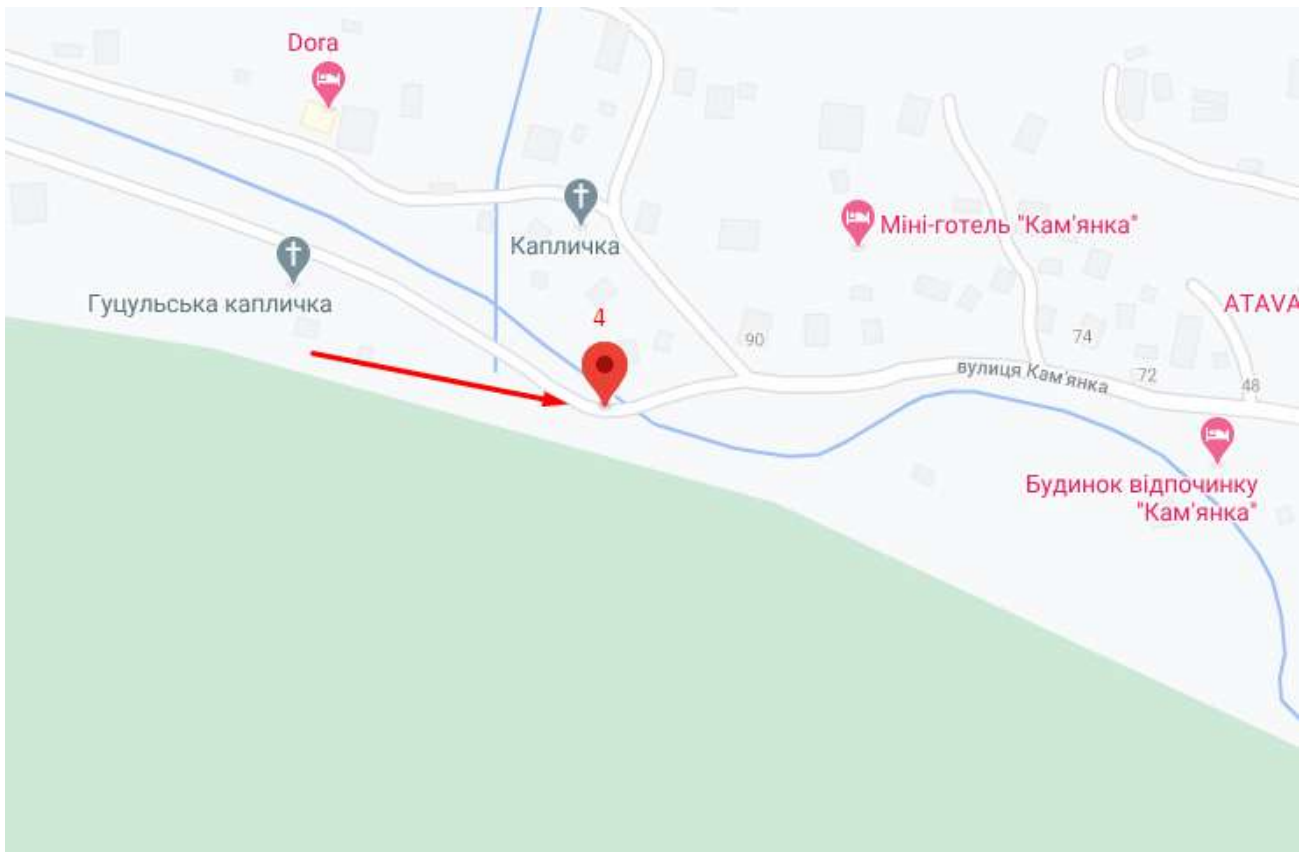 Dora
Міні-готель "Кам'янка"
Капличка
Гуцульська капличка
ATAVA
4
90
74
вулиця Кам'янка
72
48
Будинок відпочинку
"Кам'янка"